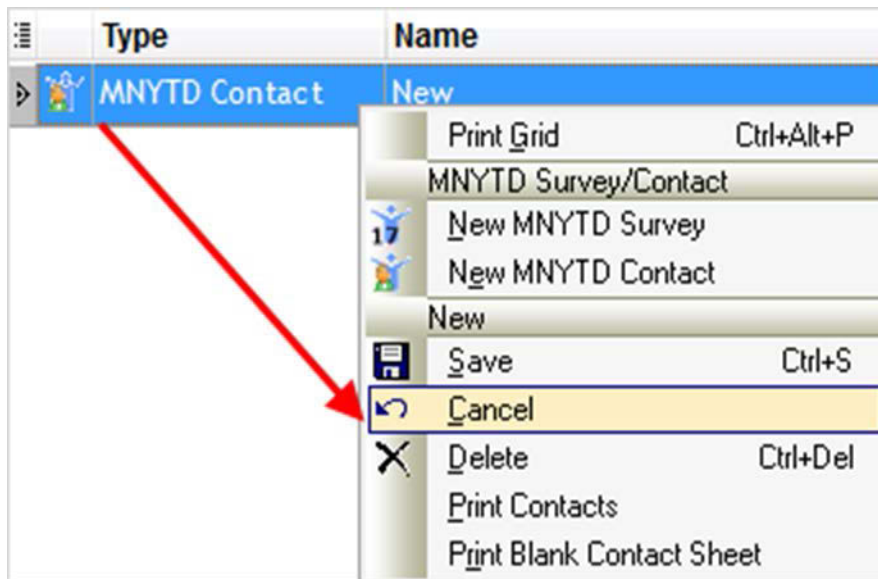 Type Name
MNYTD Contact New
Print Grid Ctrl+Alt+P
MNYTD Survey/Contact
17 New MNYTD Survey
New MNYTD Contact
New
Save Ctrl+S
Cancel
Delete Ctrl+Del
Print Contacts
Print Blank Contact Sheet